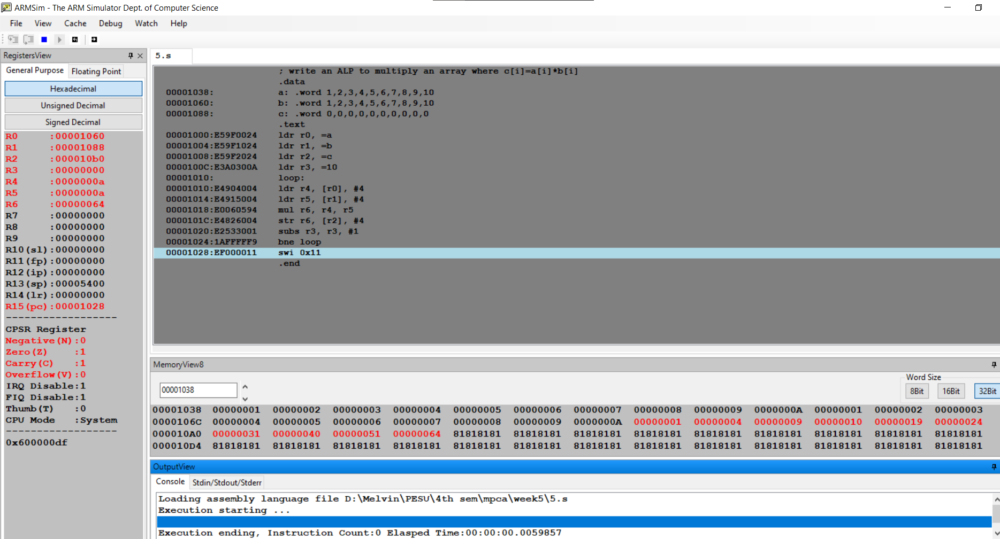 ARMSim - The ARM Simulator Dept. of Computer Science
File View Cache Debug Watch Help
RegistersView
General Purpose Floating Point
Hexadecimal
Unsigned Decimal
Signed Decimal
R0 :00001060
R1 :00001088
R2 :000010b0
R3 :00000000
R4 :0000000a
R5 :0000000a
R6 :00000064
R7 :00000000
R8 :00000000
R9 :00000000
R10(sl):00000000
R11(fp):00000000
R12(ip):00000000
R13(sp):00005400
R14(lr):00000000
R15(pc):00001028
-------------------
CPSR Register
Negative(N):0
Zero(Z) :1
Carry(C) :1
Overflow(V):0
IRQ Disable:1
FIQ Disable:1
Thumb(T) :0
CPU Mode :System
-------------------
0x600000df
5.s
; write an ALP to multiply an array where c[i]=a[i]*b[i]
.data
00001038: a: .word 1,2,3,4,5,6,7,8,9,10
00001060: b: .word 1,2,3,4,5,6,7,8,9,10
00001088: c: .word 0,0,0,0,0,0,0,0,0,0
.text
00001000:E59F0024 ldr r0, =a
00001004:E59F1024 ldr r1, =b
00001008:E59F2024 ldr r2, =c
0000100C:E3A0300A ldr r3, =10
00001010: loop:
00001010:E4904004 ldr r4, [r0], #4
00001014:E4915004 ldr r5, [r1], #4
00001018:E0060594 mul r6, r4, r5
0000101C:E4826004 str r6, [r2], #4
00001020:E2533001 subs r3, r3, #1
00001024:1AFFFFF9 bne loop
00001028:EF000011 swi 0x11
.end
MemoryView8
00001038
Word Size
8Bit 16Bit 32Bit
00001038 00000001 00000002 00000003 00000004 00000005 00000006 00000007 00000008 00000009 0000000A 00000001 00000002 00000003
0000106C 00000004 00000005 00000006 00000007 00000008 00000009 0000000A 00000001 00000004 00000009 00000010 00000019 00000024
000010A0 00000031 00000040 00000051 00000064 81818181 81818181 81818181 81818181 81818181 81818181 81818181 81818181 81818181
000010D4 81818181 81818181 81818181 81818181 81818181 81818181 81818181 81818181 81818181 81818181 81818181 81818181 81818181
OutputView
Console Stdin/Stdout/Stderr
Loading assembly language file D:\Melvin\PESU\4th sem\mpca\week5\5.s
Execution starting ...
Execution ending, Instruction Count:0 Elasped Time:00:00:00.0059857